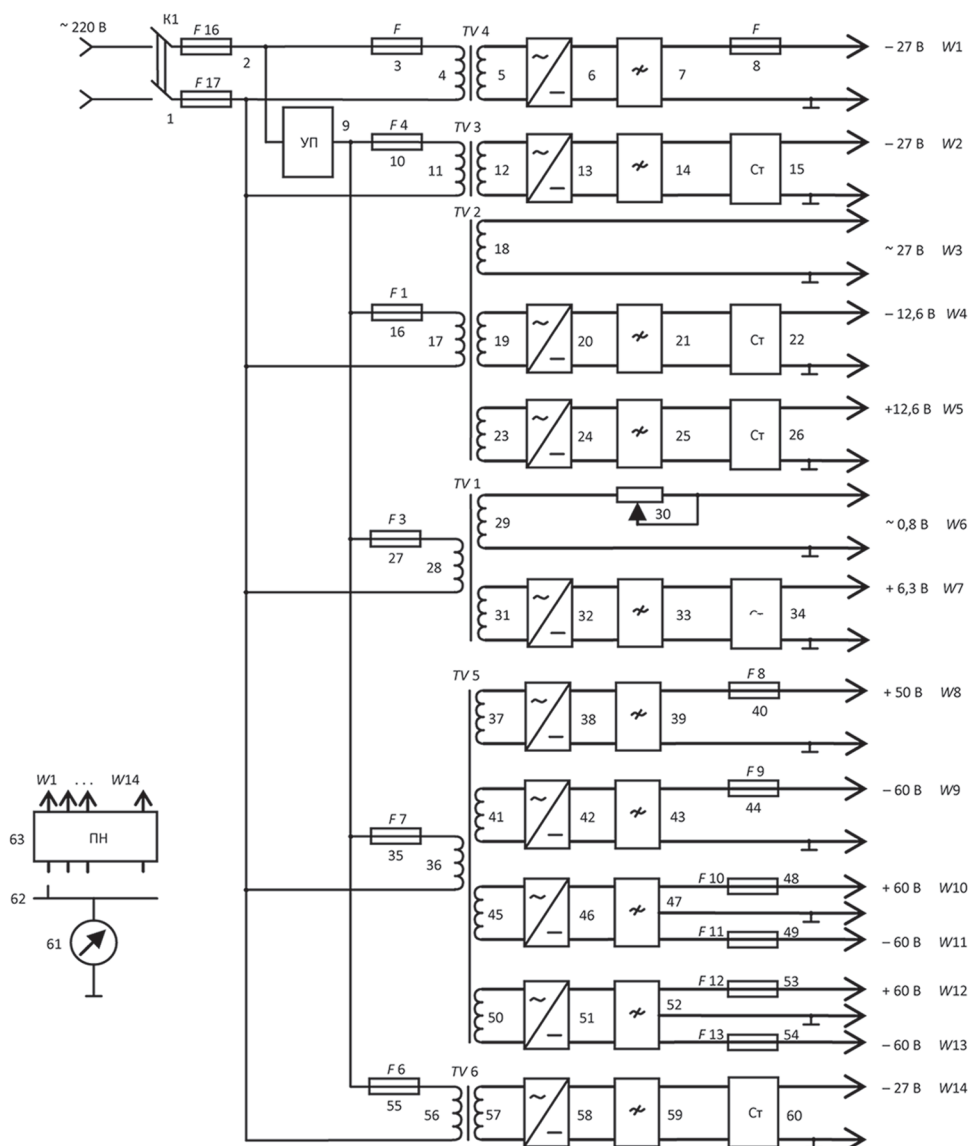 ~ 220 В K1 F 16 F TV 4 F
2 3 4 5 6 7 8 – 27 В W1
F 17
1
УП 9 F 4 TV 3
10 11 12 13 14 Ст 15 – 27 В W2
TV 2
18 ~ 27 В W3
F 1 – 12,6 В W4
16 17 19 20 21 Ст 22
+12,6 В W5
23 24 25 Ст 26
TV 1
29 30 ~ 0,8 В W6
F 3
27 28
+ 6,3 В W7
31 32 33 ~ 34
TV 5
F 8 + 50 В W8
37 38 39 40
F 9 – 60 В W9
41 42 43 44
F 7
35 36
F 10 48 + 60 В W10
45 46 47
F 11 49 – 60 В W11
F 12 53 + 60 В W12
50 51 52
F 13 54 – 60 В W13
F 6 TV 6 – 27 В W14
55 56 57 58 59 Ст 60
W1 . . . W14
63 ПН
62
61